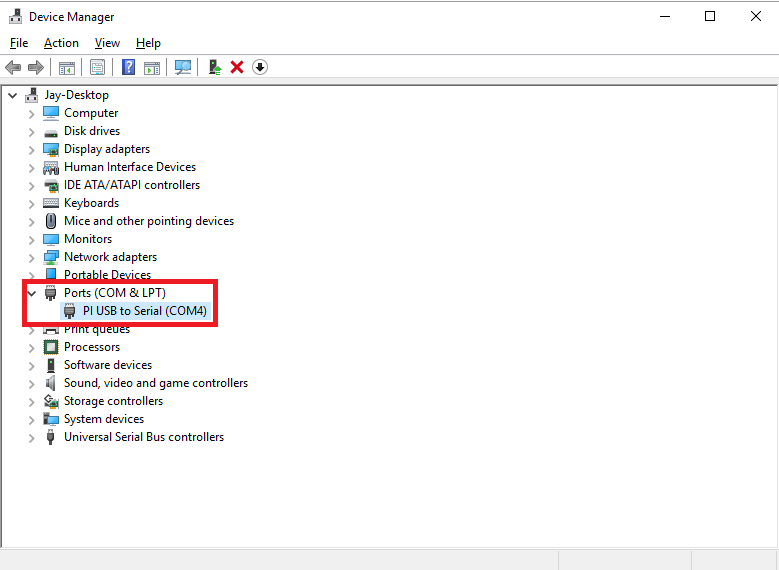 Device Manager
File Action View Help
Jay-Desktop
Computer
Disk drives
Display adapters
Human Interface Devices
IDE ATA/ATAPI controllers
Keyboards
Mice and other pointing devices
Monitors
Network adapters
Portable Devices
Ports (COM & LPT)
PI USB to Serial (COM4)
Print queues
Processors
Software devices
Sound, video and game controllers
Storage controllers
System devices
Universal Serial Bus controllers